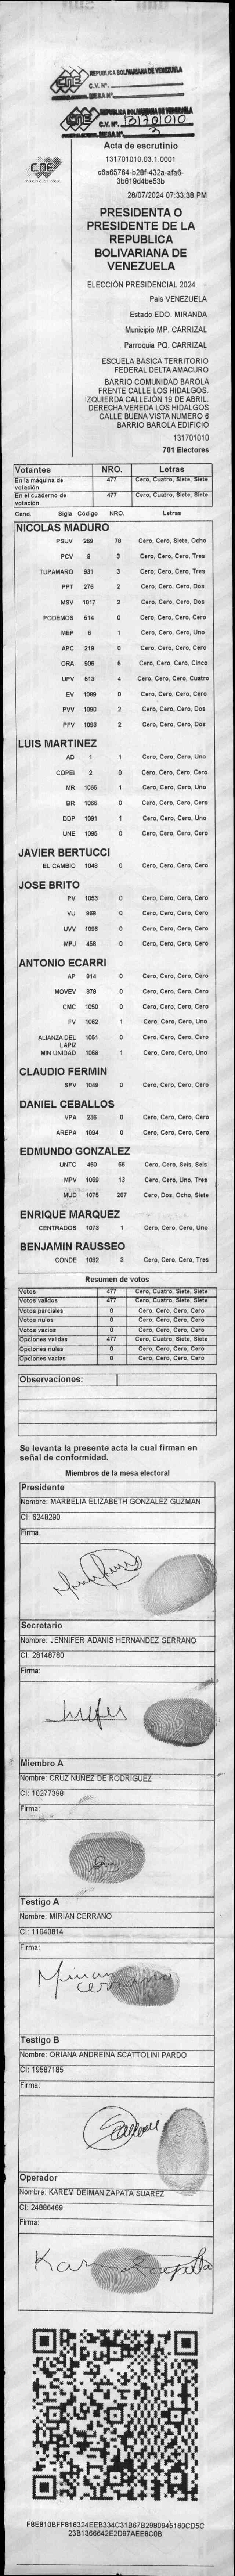 CNE REPUBLICA BOLIVARIANA DE VENEZUELA
C.V. Nº.
MESA Nº
CNE REPUBLICA BOLIVARIANA DE VENEZUELA
C.V. Nº. 131701010
MESA Nº 3
CNE
Acta de escrutinio
131701010.03.1.0001
c6a65764-b28f-432a-afa6-
3b619d4be53b
28/07/2024 07:33:38 PM
PRESIDENTA O
PRESIDENTE DE LA
REPUBLICA
BOLIVARIANA DE
VENEZUELA
ELECCIÓN PRESIDENCIAL 2024
Pais VENEZUELA
Estado EDO. MIRANDA
Municipio MP. CARRIZAL
Parroquia PQ. CARRIZAL
ESCUELA BASICA TERRITORIO
FEDERAL DELTA AMACURO
BARRIO COMUNIDAD BAROLA
FRENTE CALLE LOS HIDALGOS.
IZQUIERDA CALLEJÓN 19 DE ABRIL.
DERECHA VEREDA LOS HIDALGOS
CALLE BUENA VISTA NUMERO 6
BARRIO BAROLA EDIFICIO
131701010
701 Electores
Votantes NRO. Letras
En la máquina de votación 477 Cero, Cuatro, Siete, Siete
En el cuaderno de votación 477 Cero, Cuatro, Siete, Siete
Cand. Sigla Código NRO. Letras
NICOLAS MADURO
PSUV 269 78 Cero, Cero, Siete, Ocho
PCV 9 3 Cero, Cero, Cero, Tres
TUPAMARO 931 3 Cero, Cero, Cero, Tres
PPT 276 2 Cero, Cero, Cero, Dos
MSV 1017 2 Cero, Cero, Cero, Dos
PODEMOS 514 0 Cero, Cero, Cero, Cero
MEP 6 1 Cero, Cero, Cero, Uno
APC 219 0 Cero, Cero, Cero, Cero
ORA 906 5 Cero, Cero, Cero, Cinco
UPV 513 4 Cero, Cero, Cero, Cuatro
EV 1089 0 Cero, Cero, Cero, Cero
PVV 1090 2 Cero, Cero, Cero, Dos
PFV 1093 2 Cero, Cero, Cero, Dos
LUIS MARTINEZ
AD 1 1 Cero, Cero, Cero, Uno
COPEI 2 0 Cero, Cero, Cero, Cero
MR 1065 1 Cero, Cero, Cero, Uno
BR 1066 0 Cero, Cero, Cero, Cero
DDP 1091 1 Cero, Cero, Cero, Uno
UNE 1095 0 Cero, Cero, Cero, Cero
JAVIER BERTUCCI
EL CAMBIO 1048 0 Cero, Cero, Cero, Cero
JOSE BRITO
PV 1053 0 Cero, Cero, Cero, Cero
VU 868 0 Cero, Cero, Cero, Cero
UVV 1096 0 Cero, Cero, Cero, Cero
MPJ 458 0 Cero, Cero, Cero, Cero
ANTONIO ECARRI
AP 814 0 Cero, Cero, Cero, Cero
MOVEV 878 0 Cero, Cero, Cero, Cero
CMC 1050 0 Cero, Cero, Cero, Cero
FV 1062 1 Cero, Cero, Cero, Uno
ALIANZA DEL LAPIZ 1051 0 Cero, Cero, Cero, Cero
MIN UNIDAD 1068 1 Cero, Cero, Cero, Uno
CLAUDIO FERMIN
SPV 1049 0 Cero, Cero, Cero, Cero
DANIEL CEBALLOS
VPA 236 0 Cero, Cero, Cero, Cero
AREPA 1094 0 Cero, Cero, Cero, Cero
EDMUNDO GONZALEZ
UNTC 460 66 Cero, Cero, Seis, Seis
MPV 1069 13 Cero, Cero, Uno, Tres
MUD 1075 287 Cero, Dos, Ocho, Siete
ENRIQUE MARQUEZ
CENTRADOS 1073 1 Cero, Cero, Cero, Uno
BENJAMIN RAUSSEO
CONDE 1092 3 Cero, Cero, Cero, Tres
Resumen de votos
Votos 477 Cero, Cuatro, Siete, Siete
Votos validos 477 Cero, Cuatro, Siete, Siete
Votos parciales 0 Cero, Cero, Cero, Cero
Votos nulos 0 Cero, Cero, Cero, Cero
Votos vacios 0 Cero, Cero, Cero, Cero
Opciones validas 477 Cero, Cuatro, Siete, Siete
Opciones nulas 0 Cero, Cero, Cero, Cero
Opciones vacias 0 Cero, Cero, Cero, Cero
Observaciones:
Se levanta la presente acta la cual firman en
señal de conformidad.
Miembros de la mesa electoral
Presidente
Nombre: MARBELIA ELIZABETH GONZALEZ GUZMAN
CI: 6248290
Firma:
Secretario
Nombre: JENNIFER ADANIS HERNANDEZ SERRANO
CI: 28148780
Firma:
Miembro A
Nombre: CRUZ NUÑEZ DE RODRIGUEZ
CI: 10277398
Firma:
Testigo A
Nombre: MIRIAN CERRANO
CI: 11040814
Firma:
Mirian
cerrano
Testigo B
Nombre: ORIANA ANDREINA SCATTOLINI PARDO
CI: 19587185
Firma:
Operador
Nombre: KAREM DEIMAN ZAPATA SUAREZ
CI: 24886469
Firma:
Karem Zapata
F8E810BFF816324EEB334C31B67B2980945160CD5C
23B1366642E2D97AEE8C0B